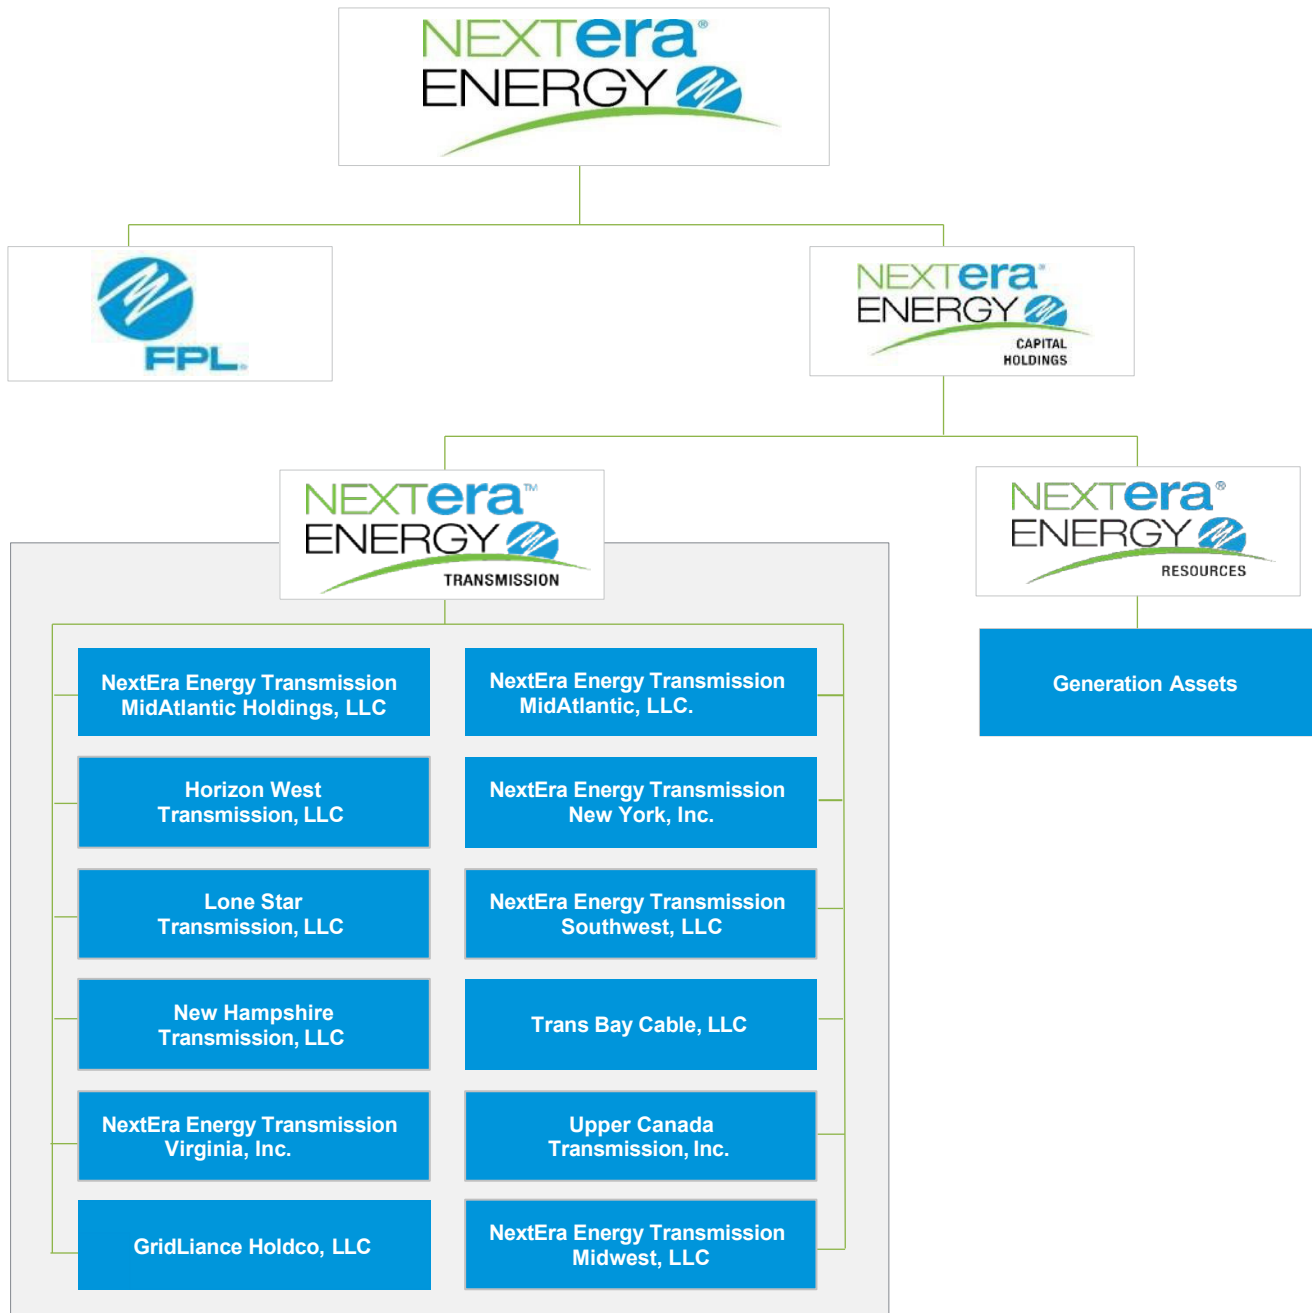 NEXTera®
ENERGY
FPL.
NEXTera®
ENERGY
CAPITAL
HOLDINGS
NEXTera™
ENERGY
TRANSMISSION
NEXTera®
ENERGY
RESOURCES
Generation Assets
NextEra Energy Transmission
MidAtlantic Holdings, LLC
NextEra Energy Transmission
MidAtlantic, LLC.
Horizon West
Transmission, LLC
NextEra Energy Transmission
New York, Inc.
Lone Star
Transmission, LLC
NextEra Energy Transmission
Southwest, LLC
New Hampshire
Transmission, LLC
Trans Bay Cable, LLC
NextEra Energy Transmission
Virginia, Inc.
Upper Canada
Transmission, Inc.
GridLiance Holdco, LLC
NextEra Energy Transmission
Midwest, LLC